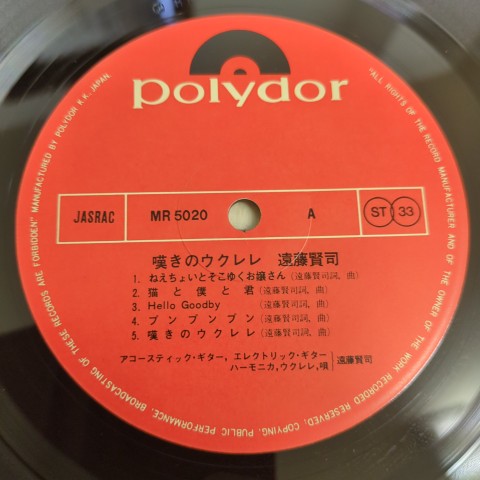 polydor
JASRAC
MR 5020
A
ST 33
嘆きのウクレレ 遠藤賢司
1. ねえちょいとそこゆくお嬢さん (遠藤賢司詞、曲)
2. 猫と僕と君 (遠藤賢司詞、曲)
3. Hello Goodby (遠藤賢司詞、曲)
4. ブンブンブン (遠藤賢司詞、曲)
5. 嘆きのウクレレ (遠藤賢司詞、曲)
アコースティック・ギター, エレクトリック・ギター
ハーモニカ,ウクレレ,唄
遠藤賢司
"ALL RIGHTS OF THE RECORD MANUFACTURER AND OF THE OWNER OF THE WORK RECORDED RESERVED. COPYING, PUBLIC PERFORMANCE, BROADCASTING OF THESE RECORDS ARE FORBIDDEN" MANUFACTURED BY POLYDOR K.K. JAPAN.